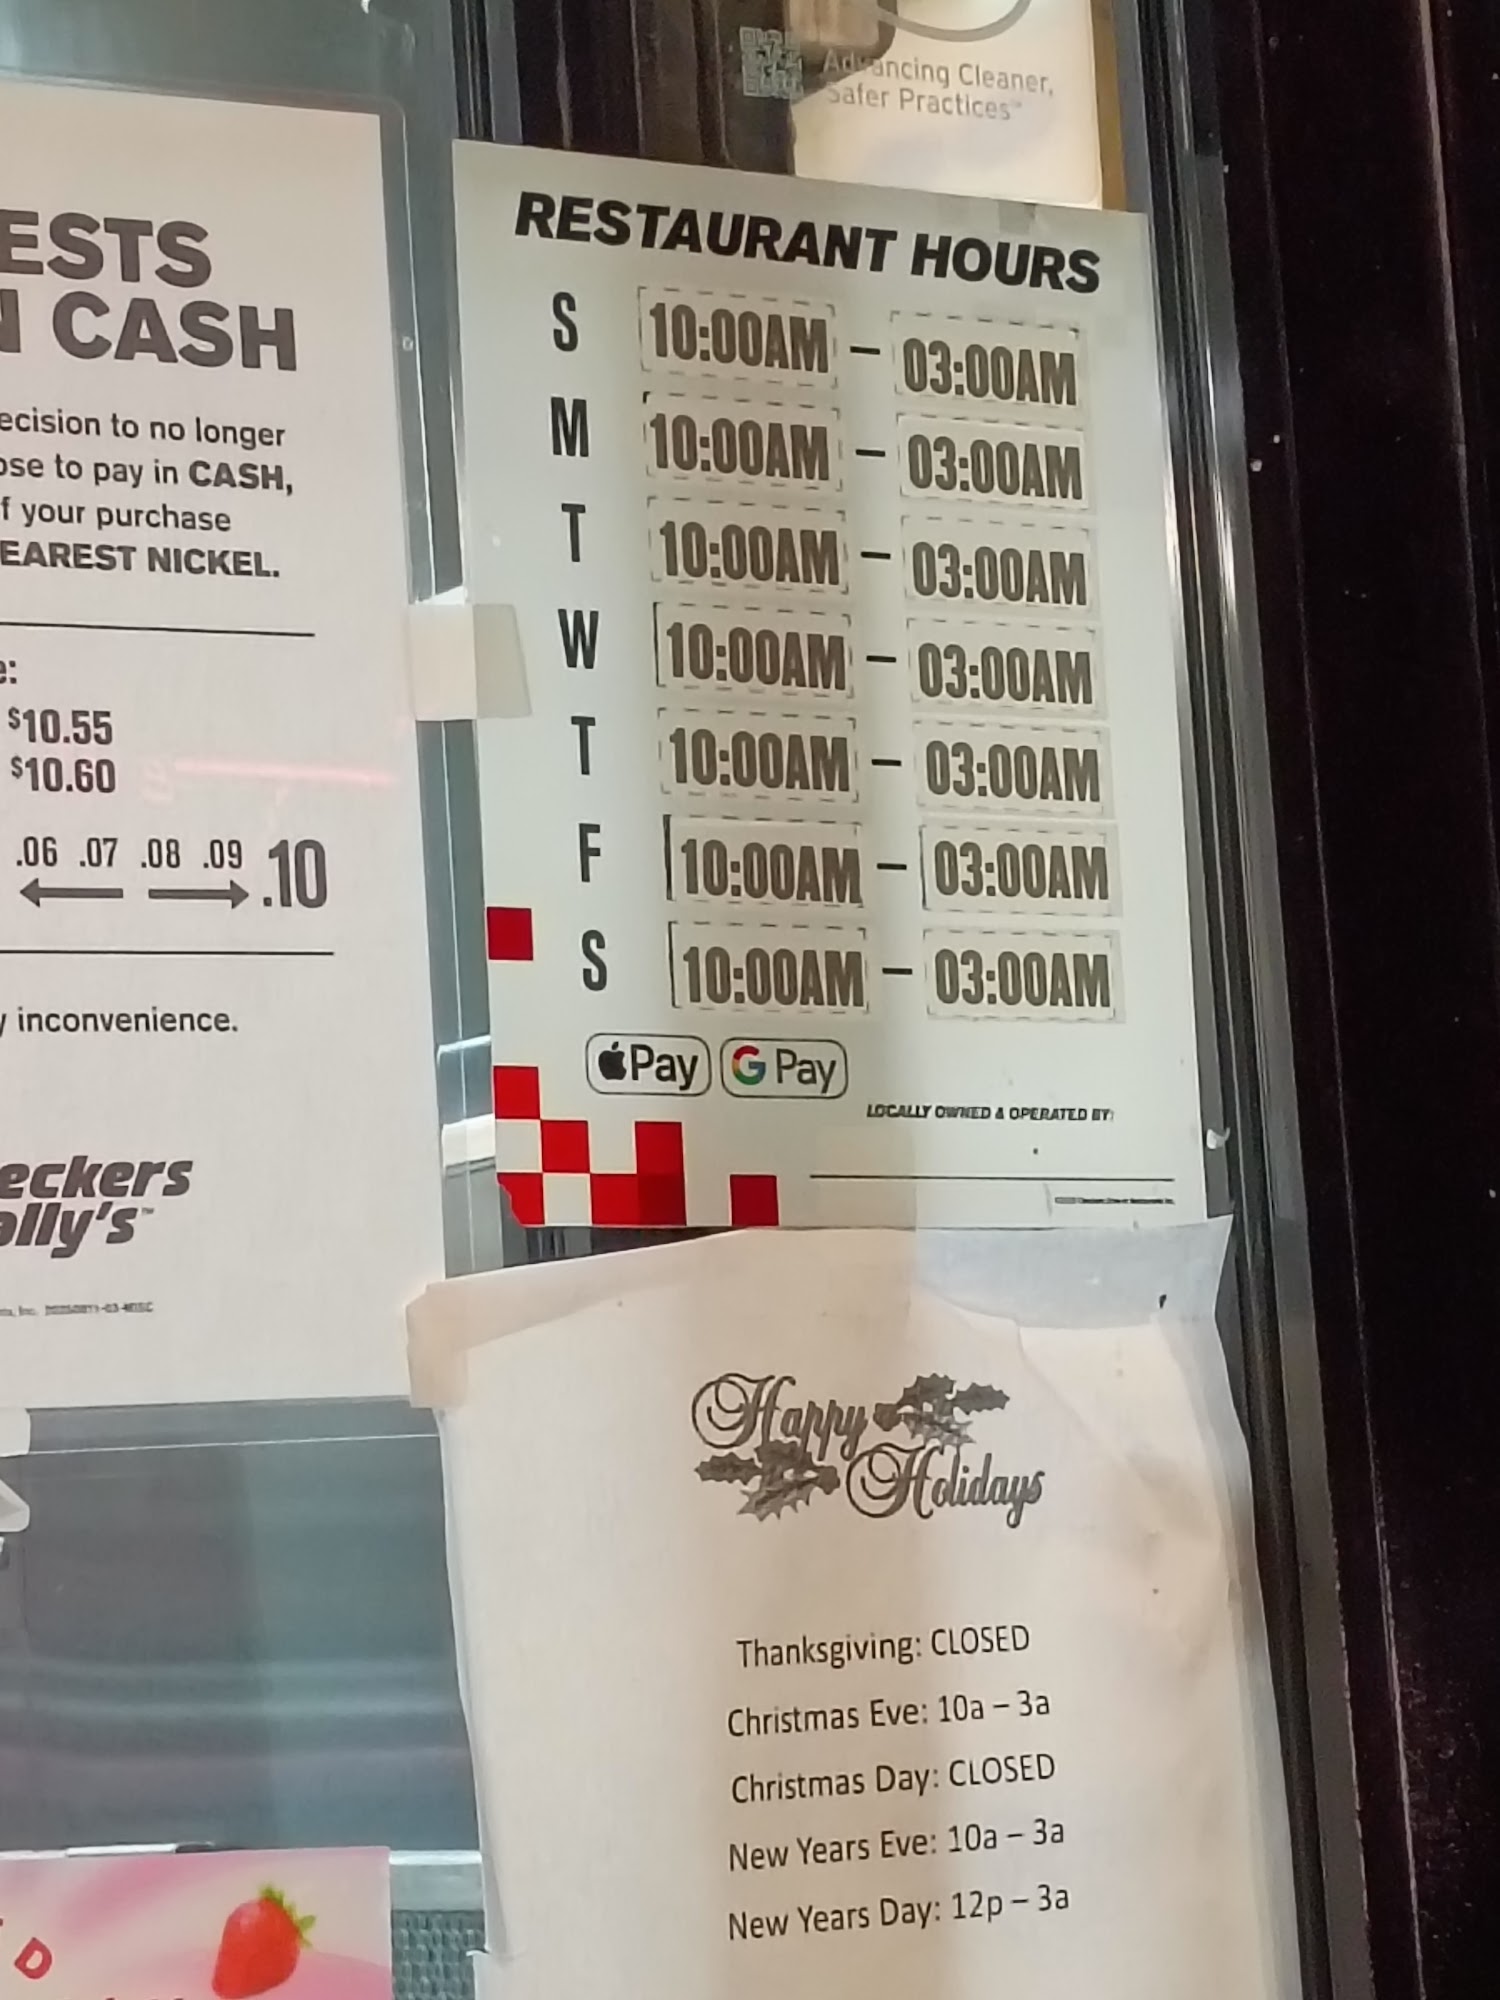 Advancing Cleaner,
Safer Practices™
ESTS
N CASH
ecision to no longer
ose to pay in CASH,
f your purchase
EAREST NICKEL.
e:
$10.55
$10.60
.06 .07 .08 .09 .10
y inconvenience.
eckers
ally's™
RESTAURANT HOURS
S 10:00AM – 03:00AM
M 10:00AM – 03:00AM
T 10:00AM – 03:00AM
W 10:00AM – 03:00AM
T 10:00AM – 03:00AM
F 10:00AM – 03:00AM
S 10:00AM – 03:00AM
Pay G Pay
LOCALLY OWNED & OPERATED BY:
Happy
Holidays
Thanksgiving: CLOSED
Christmas Eve: 10a – 3a
Christmas Day: CLOSED
New Years Eve: 10a – 3a
New Years Day: 12p – 3a
D